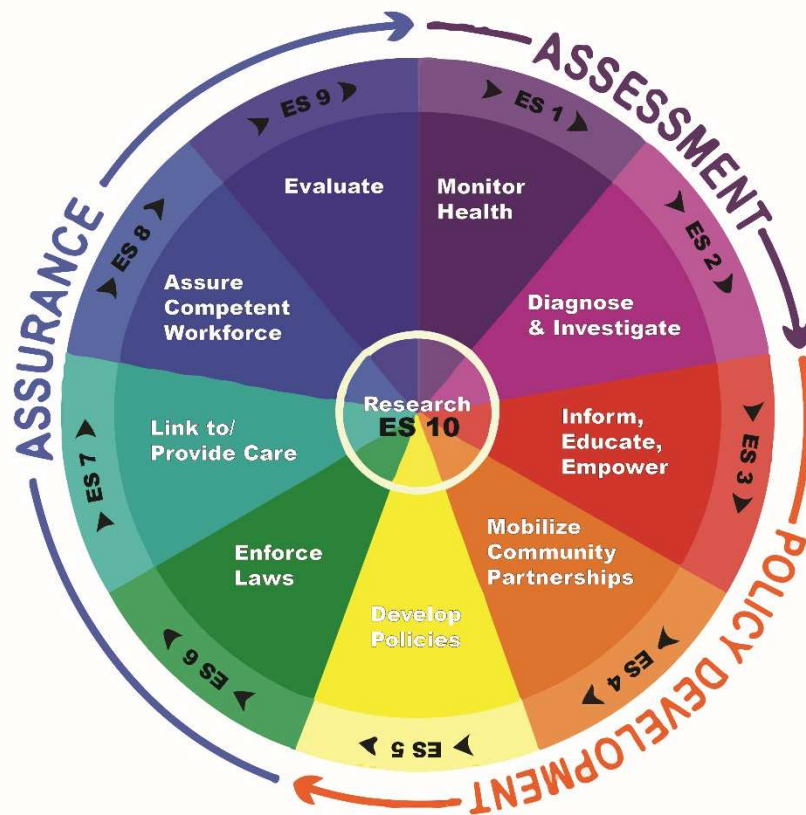 ASSESSMENT
POLICY DEVELOPMENT
ASSURANCE
ES 1
Monitor
Health
ES 2
Diagnose
& Investigate
ES 3
Inform,
Educate,
Empower
ES 4
Mobilize
Community
Partnerships
ES 5
Develop
Policies
ES 6
Enforce
Laws
ES 7
Link to/
Provide Care
ES 8
Assure
Competent
Workforce
ES 9
Evaluate
Research
ES 10